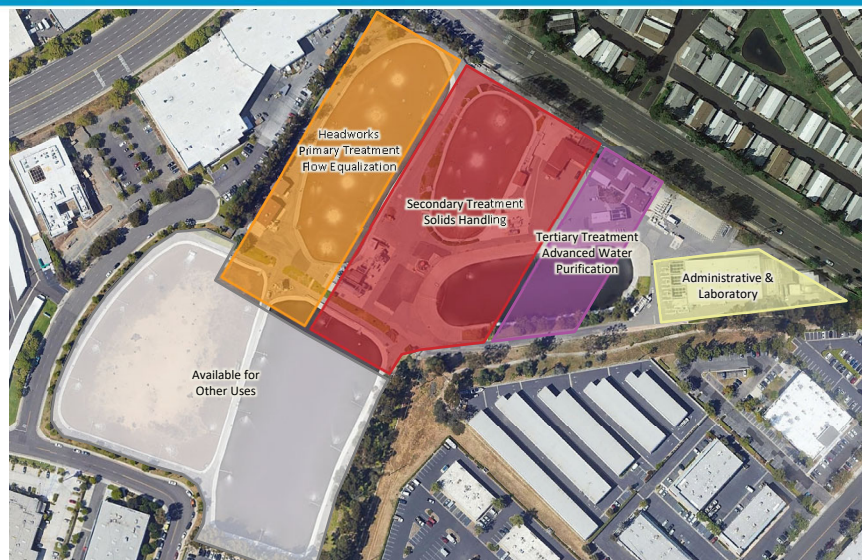 Headworks
Primary Treatment
Flow Equalization
Secondary Treatment
Solids Handling
Tertiary Treatment
Advanced Water
Purification
Administrative &
Laboratory
Available for
Other Uses